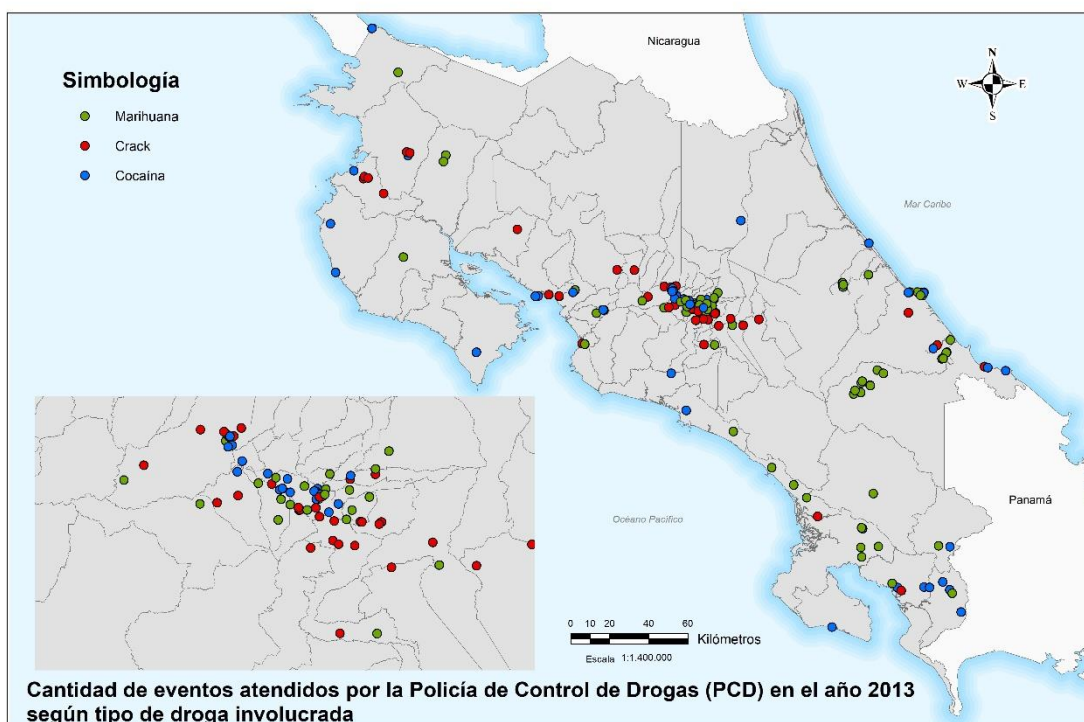 Nicaragua
Simbología
Marihuana
Crack
Cocaína
N
W E
S
Mar Caribe
Panamá
Océano Pacifico
0 10 20 40 60
Kilómetros
Escala 1:1.400.000
Cantidad de eventos atendidos por la Policía de Control de Drogas (PCD) en el año 2013
según tipo de droga involucrada